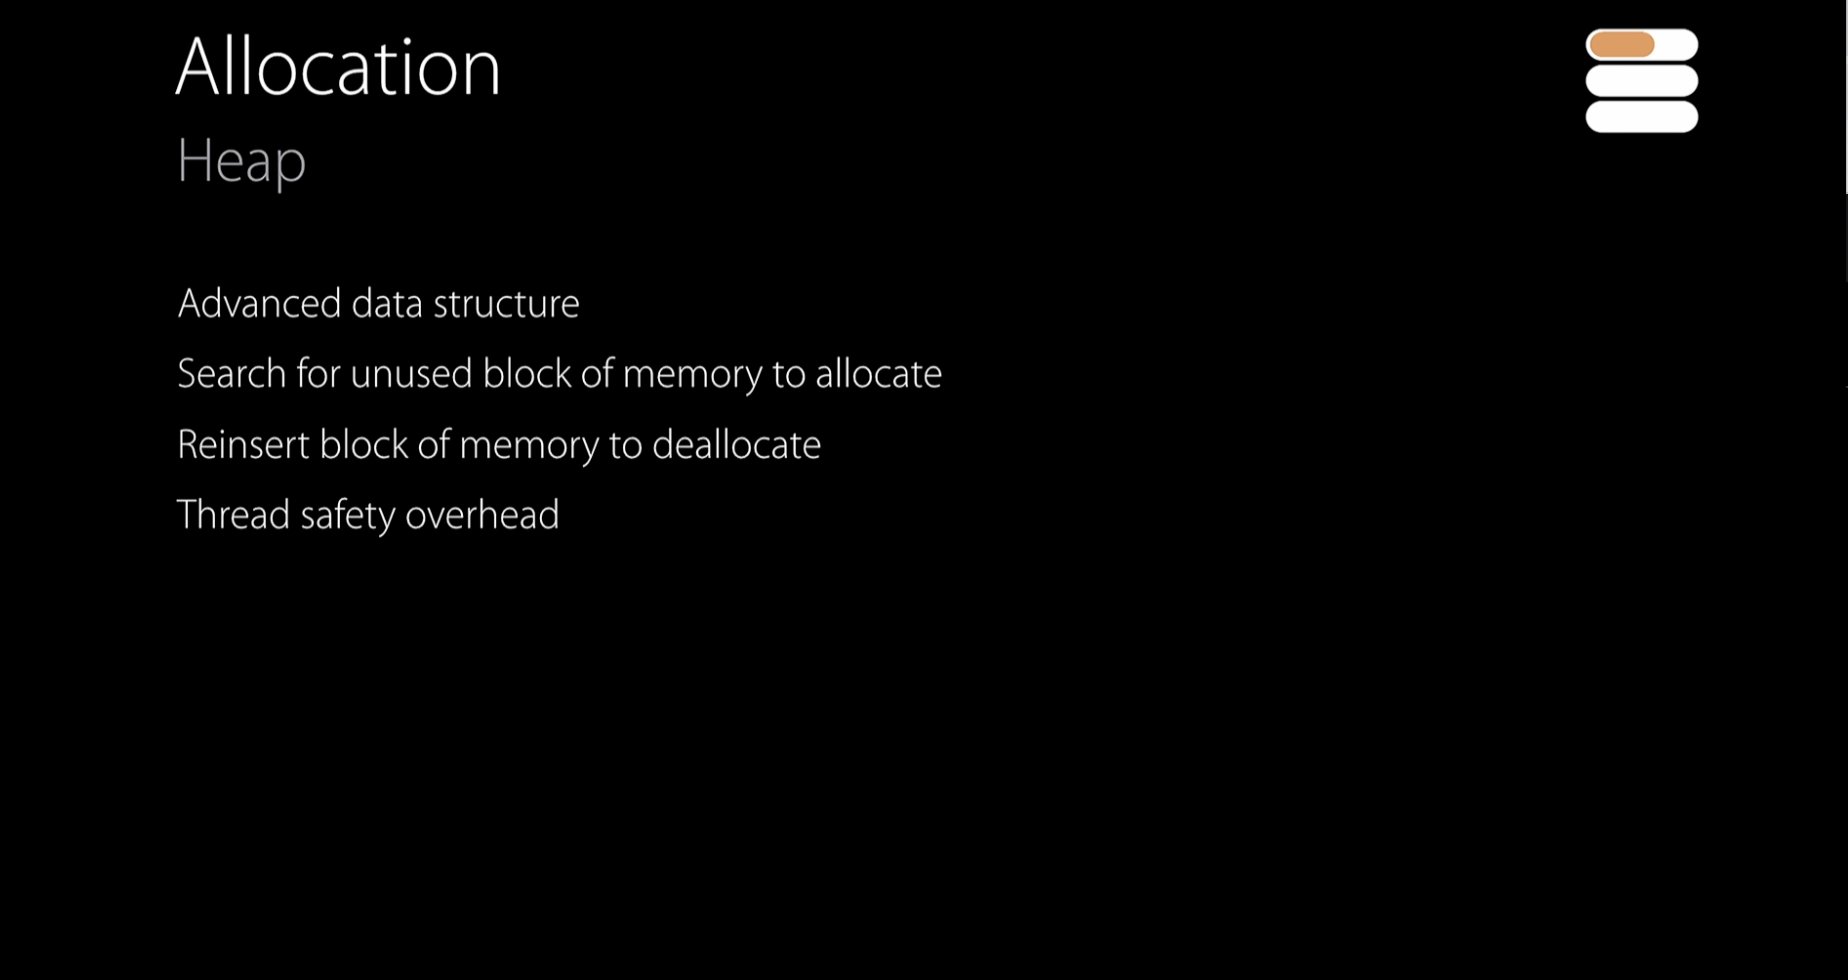 Allocation
Heap
Advanced data structure
Search for unused block of memory to allocate
Reinsert block of memory to deallocate
Thread safety overhead